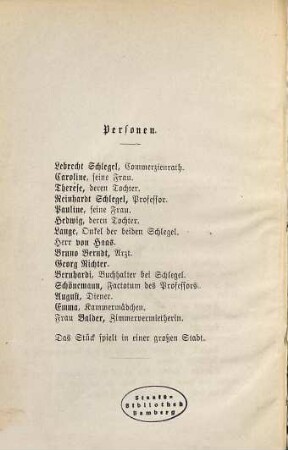 Personen.
Lebrecht Schlegel, Commerzienrath.
Caroline, seine Frau.
Therese, deren Tochter.
Reinhardt Schlegel, Professor.
Pauline, seine Frau.
Hedwig, deren Tochter.
Lange, Onkel der beiden Schlegel.
Herr von Haas.
Bruno Berndt, Arzt.
Georg Richter.
Bernhardi, Buchhalter bei Schlegel.
Schönemann, Factotum des Professors.
August, Diener.
Emma, Kammermädchen.
Frau Balder, Zimmervermietherin.
Das Stück spielt in einer großen Stadt.
Staats-
Bibliothek
Bamberg